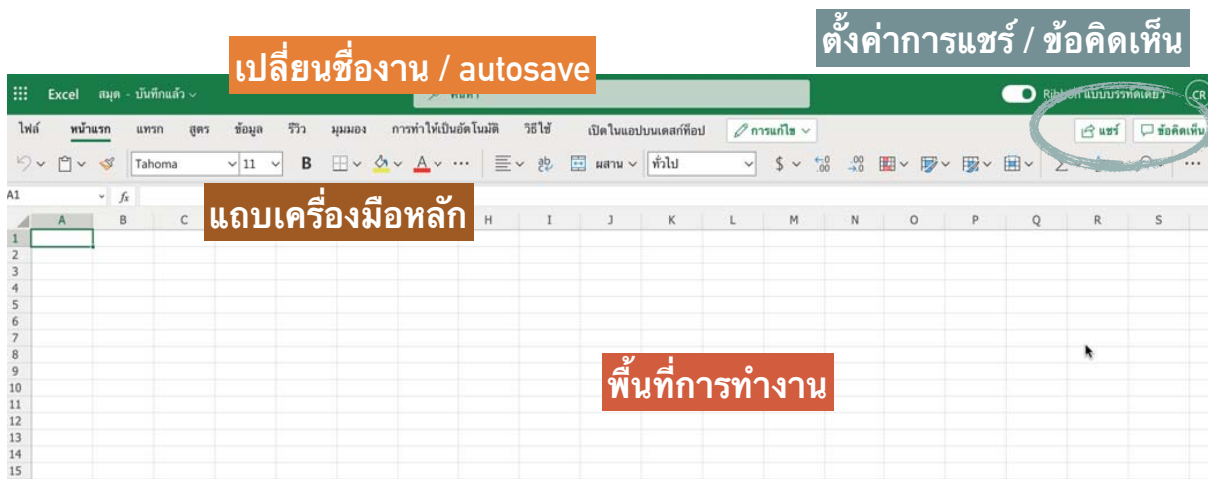 ตั้งค่าการแชร์ / ข้อคิดเห็น
เปลี่ยนชื่องาน / autosave
Excel สมุด - บันทึกแล้ว
Ribbon แบบบรรทัดเดียว CR
ไฟล์ หน้าแรก แทรก สูตร ข้อมูล รีวิว มุมมอง การทำให้เป็นอัตโนมัติ วิธีใช้ เปิดในแอปบนเดสก์ท็อป การแก้ไข แชร์ ข้อคิดเห็น
Tahoma 11 B A ... ab ผสาน ทั่วไป $ .00 .00 Σ ...
A1 fx
แถบเครื่องมือหลัก
A B C H I J K L M N O P Q R S
1
2
3
4
5
6
7
8
9
พื้นที่การทำงาน
10
11
12
13
14
15